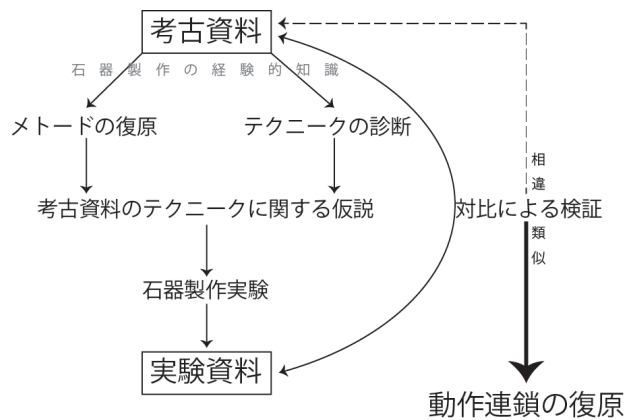 考古資料
石器製作の経験的知識
メトードの復原
テクニークの診断
考古資料のテクニークに関する仮説
石器製作実験
実験資料
相違
対比による検証
類似
動作連鎖の復原